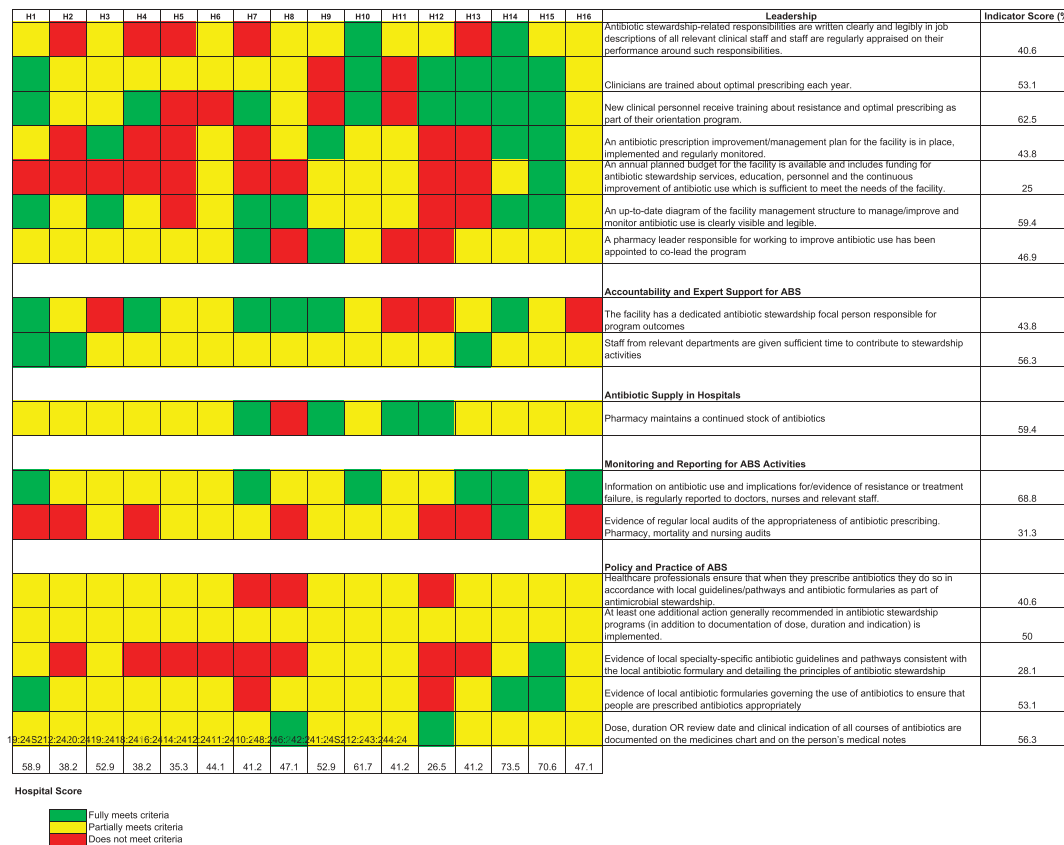 H1 H2 H3 H4 H5 H6 H7 H8 H9 H10 H11 H12 H13 H14 H15 H16 Leadership Indicator Score (%
Antibiotic stewardship-related responsibilities are written clearly and legibly in job
descriptions of all relevant clinical staff and staff are regularly appraised on their
performance around such responsibilities. 40.6
Clinicians are trained about optimal prescribing each year. 53.1
New clinical personnel receive training about resistance and optimal prescribing as
part of their orientation program. 62.5
An antibiotic prescription improvement/management plan for the facility is in place,
implemented and regularly monitored. 43.8
An annual planned budget for the facility is available and includes funding for
antibiotic stewardship services, education, personnel and the continuous
improvement of antibiotic use which is sufficient to meet the needs of the facility. 25
An up-to-date diagram of the facility management structure to manage/improve and
monitor antibiotic use is clearly visible and legible. 59.4
A pharmacy leader responsible for working to improve antibiotic use has been
appointed to co-lead the program 46.9
Accountability and Expert Support for ABS
The facility has a dedicated antibiotic stewardship focal person responsible for
program outcomes 43.8
Staff from relevant departments are given sufficient time to contribute to stewardship
activities 56.3
Antibiotic Supply in Hospitals
Pharmacy maintains a continued stock of antibiotics 59.4
Monitoring and Reporting for ABS Activities
Information on antibiotic use and implications for/evidence of resistance or treatment
failure, is regularly reported to doctors, nurses and relevant staff. 68.8
Evidence of regular local audits of the appropriateness of antibiotic prescribing.
Pharmacy, mortality and nursing audits 31.3
Policy and Practice of ABS
Healthcare professionals ensure that when they prescribe antibiotics they do so in
accordance with local guidelines/pathways and antibiotic formularies as part of
antimicrobial stewardship. 40.6
At least one additional action generally recommended in antibiotic stewardship
programs (in addition to documentation of dose, duration and indication) is
implemented. 50
Evidence of local specialty-specific antibiotic guidelines and pathways consistent with
the local antibiotic formulary and detailing the principles of antibiotic stewardship 28.1
Evidence of local antibiotic formularies governing the use of antibiotics to ensure that
people are prescribed antibiotics appropriately 53.1
Dose, duration OR review date and clinical indication of all courses of antibiotics are
documented on the medicines chart and on the person's medical notes 56.3
58.9 38.2 52.9 38.2 35.3 44.1 41.2 47.1 52.9 61.7 41.2 26.5 41.2 73.5 70.6 47.1
Hospital Score
Fully meets criteria
Partially meets criteria
Does not meet criteria